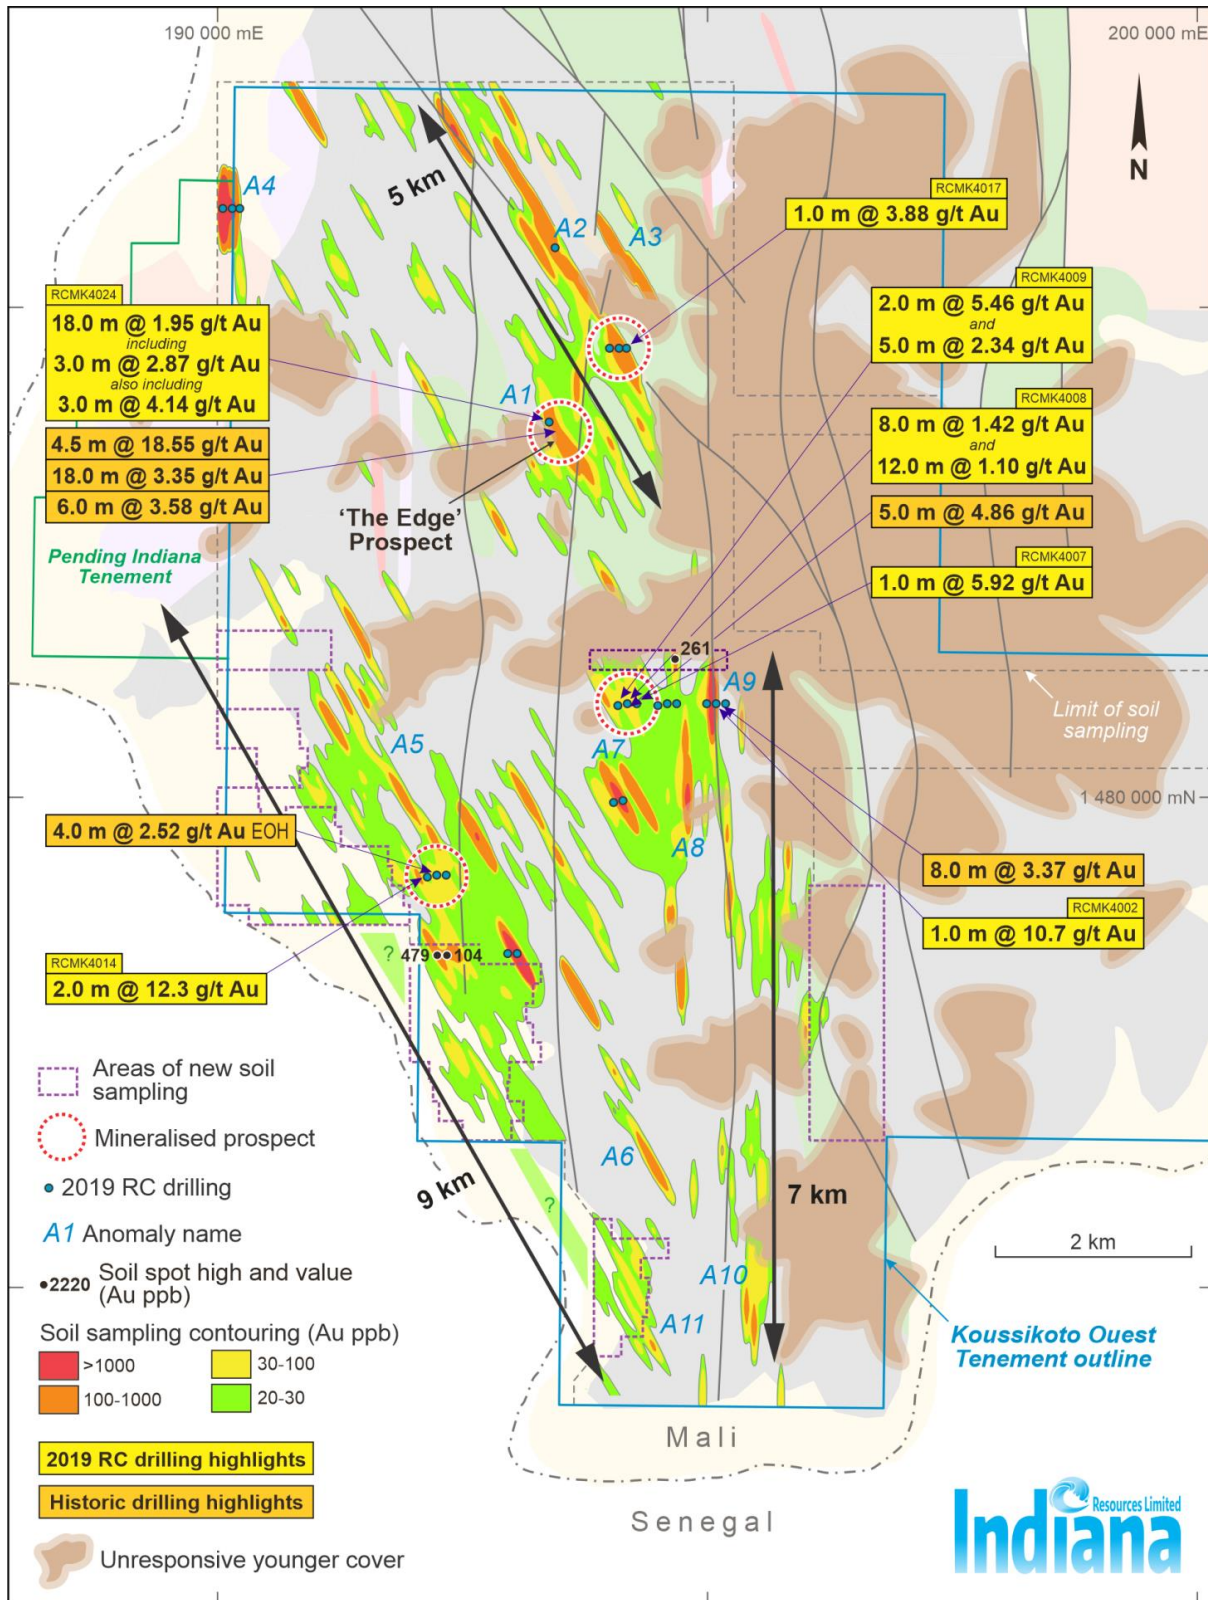 190 000 mE
200 000 mE
N
A4
5 km
A2
A3
RCMK4017
1.0 m @ 3.88 g/t Au
RCMK4024
18.0 m @ 1.95 g/t Au
including
3.0 m @ 2.87 g/t Au
also including
3.0 m @ 4.14 g/t Au
4.5 m @ 18.55 g/t Au
18.0 m @ 3.35 g/t Au
6.0 m @ 3.58 g/t Au
RCMK4009
2.0 m @ 5.46 g/t Au
and
5.0 m @ 2.34 g/t Au
A1
RCMK4008
8.0 m @ 1.42 g/t Au
and
12.0 m @ 1.10 g/t Au
5.0 m @ 4.86 g/t Au
'The Edge'
Prospect
RCMK4007
1.0 m @ 5.92 g/t Au
Pending Indiana
Tenement
261
A9
Limit of soil
sampling
A5
A7
1 480 000 mN
4.0 m @ 2.52 g/t Au EOH
A8
8.0 m @ 3.37 g/t Au
RCMK4002
1.0 m @ 10.7 g/t Au
RCMK4014
2.0 m @ 12.3 g/t Au
?
479
104
Areas of new soil
sampling
Mineralised prospect
2019 RC drilling
A1 Anomaly name
2220 Soil spot high and value
(Au ppb)
Soil sampling contouring (Au ppb)
>1000
30-100
100-1000
20-30
2019 RC drilling highlights
Historic drilling highlights
Unresponsive younger cover
9 km
?
A6
7 km
A10
A11
2 km
Koussikoto Ouest
Tenement outline
Mali
Senegal
Indiana
Resources Limited